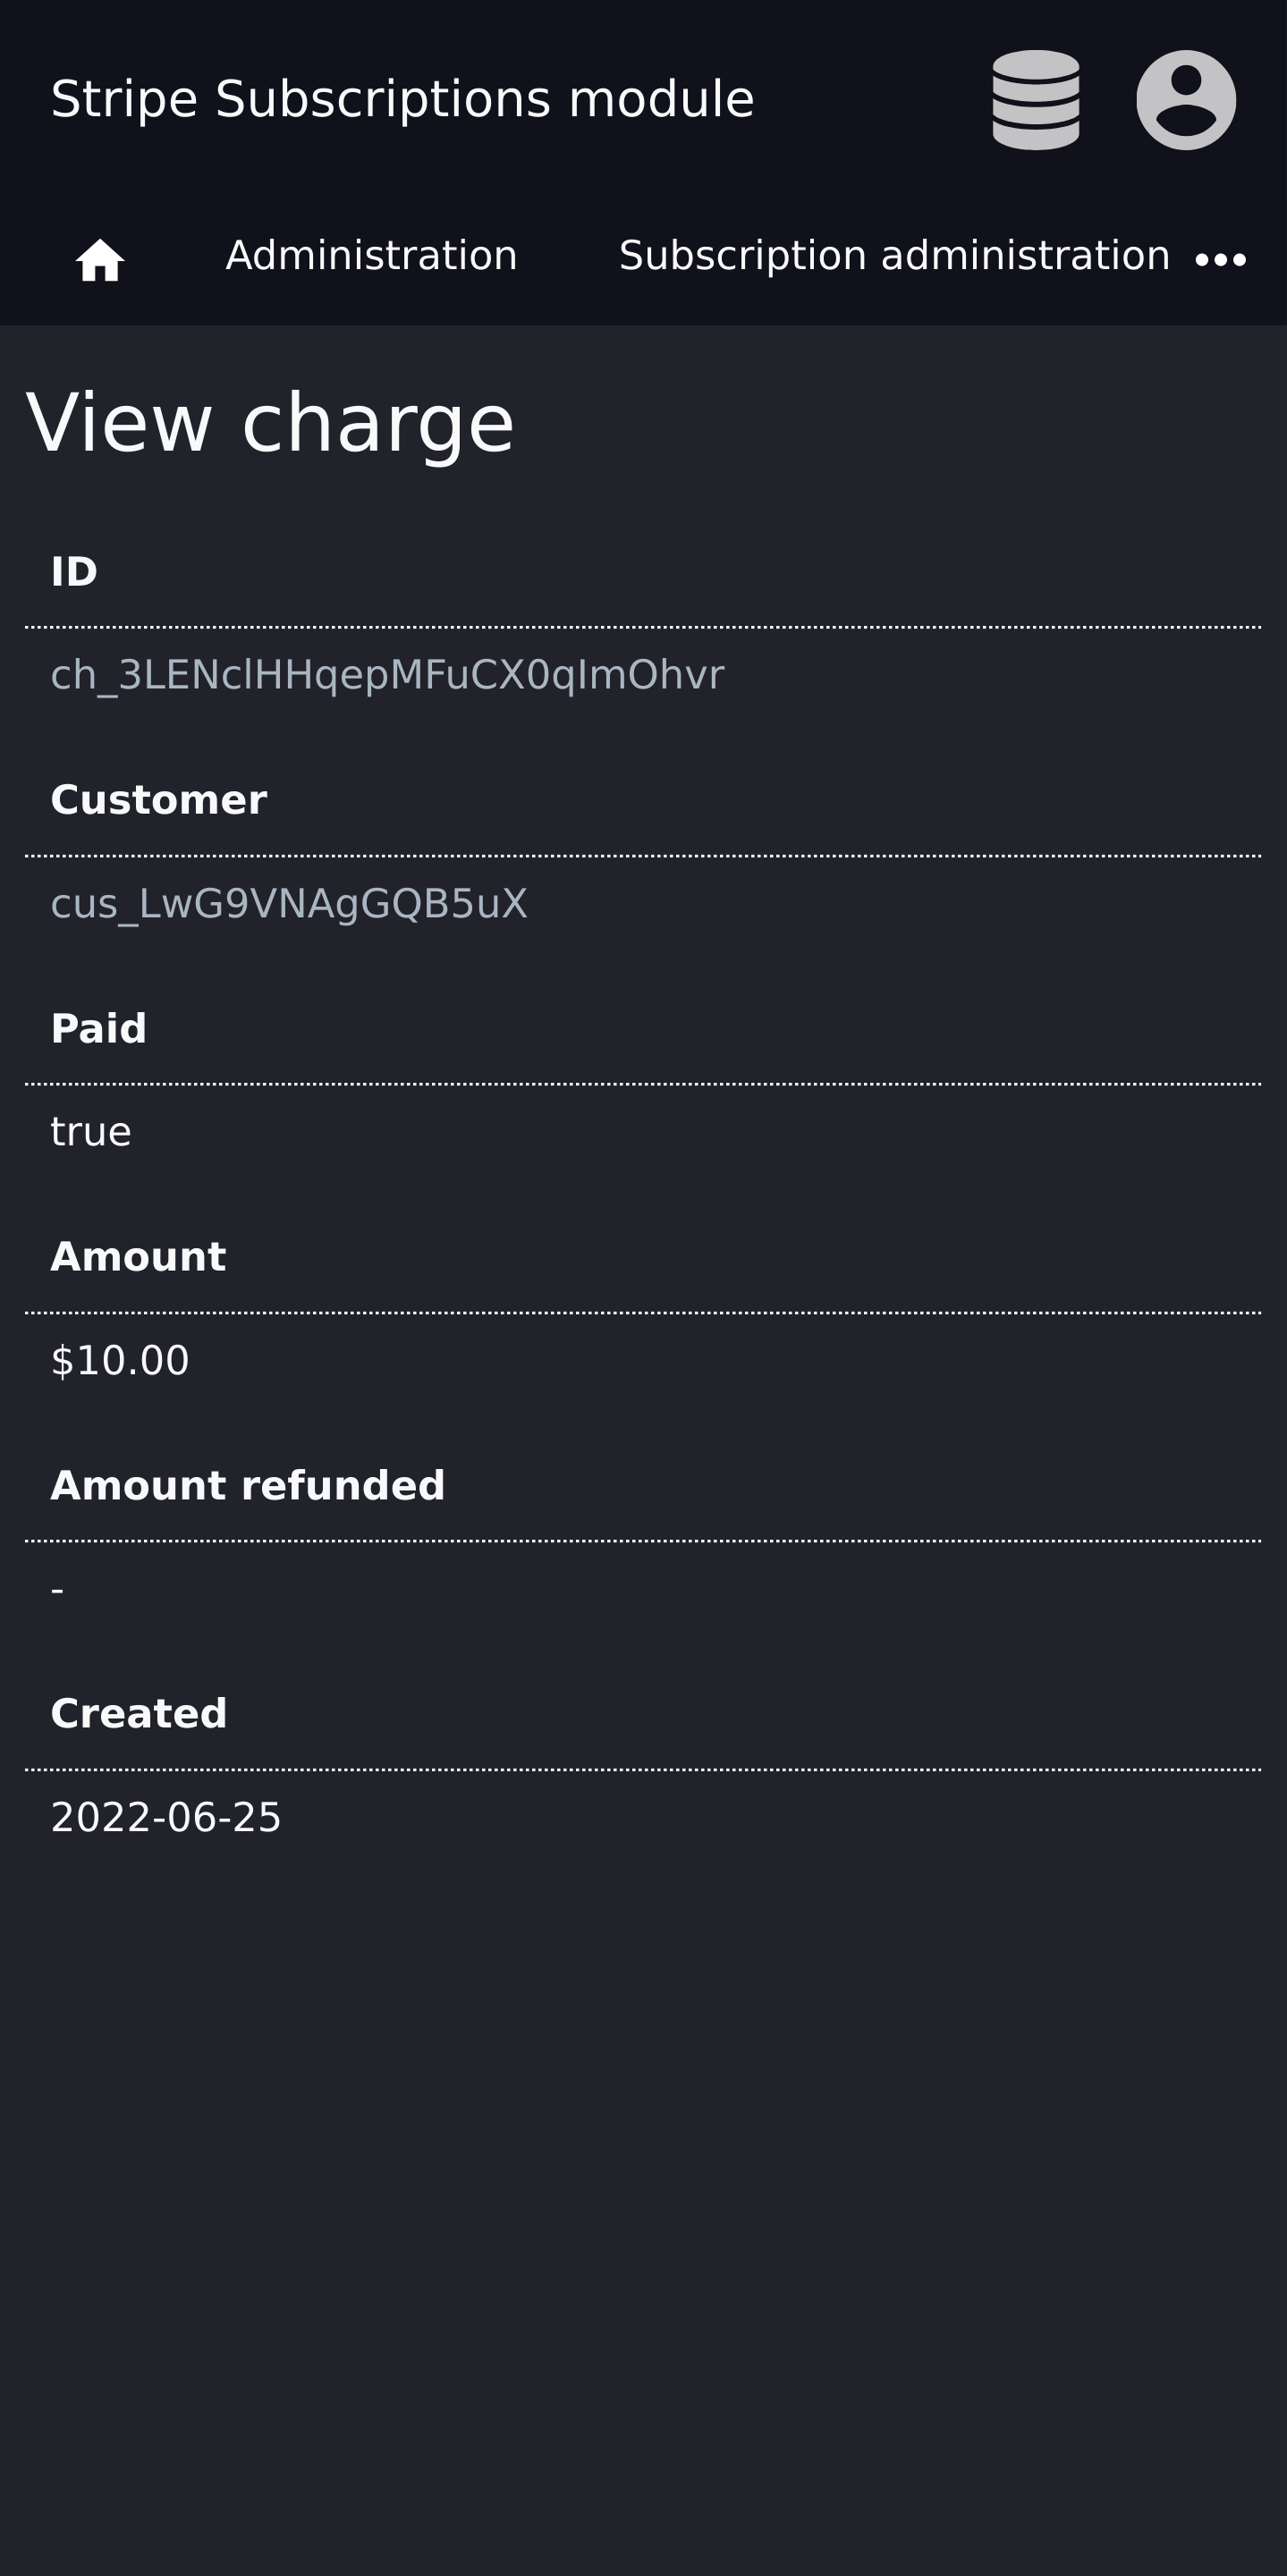 Stripe Subscriptions module
Administration Subscription administration
View charge
ID
ch_3LENclHHqepMFuCX0qImOhvr
Customer
cus_LwG9VNAgGQB5uX
Paid
true
Amount
$10.00
Amount refunded
-
Created
2022-06-25